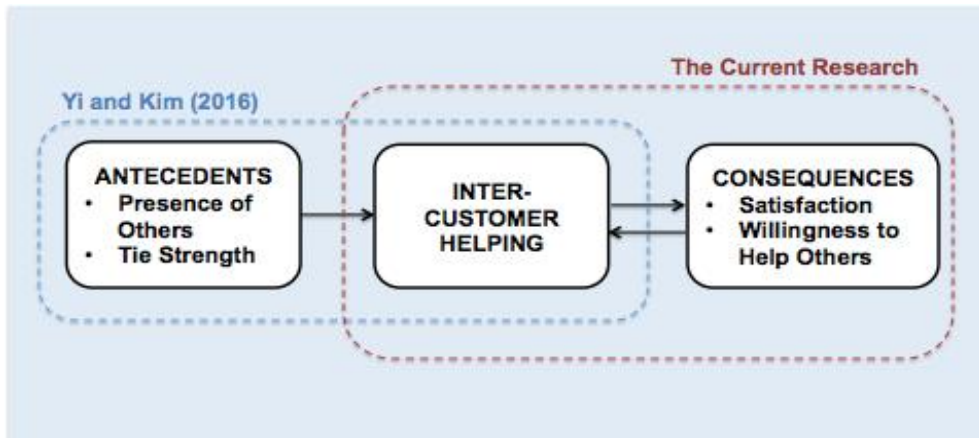 The Current Research
Yi and Kim (2016)
ANTECEDENTS
• Presence of
Others
• Tie Strength
INTER-
CUSTOMER
HELPING
CONSEQUENCES
• Satisfaction
• Willingness to
Help Others